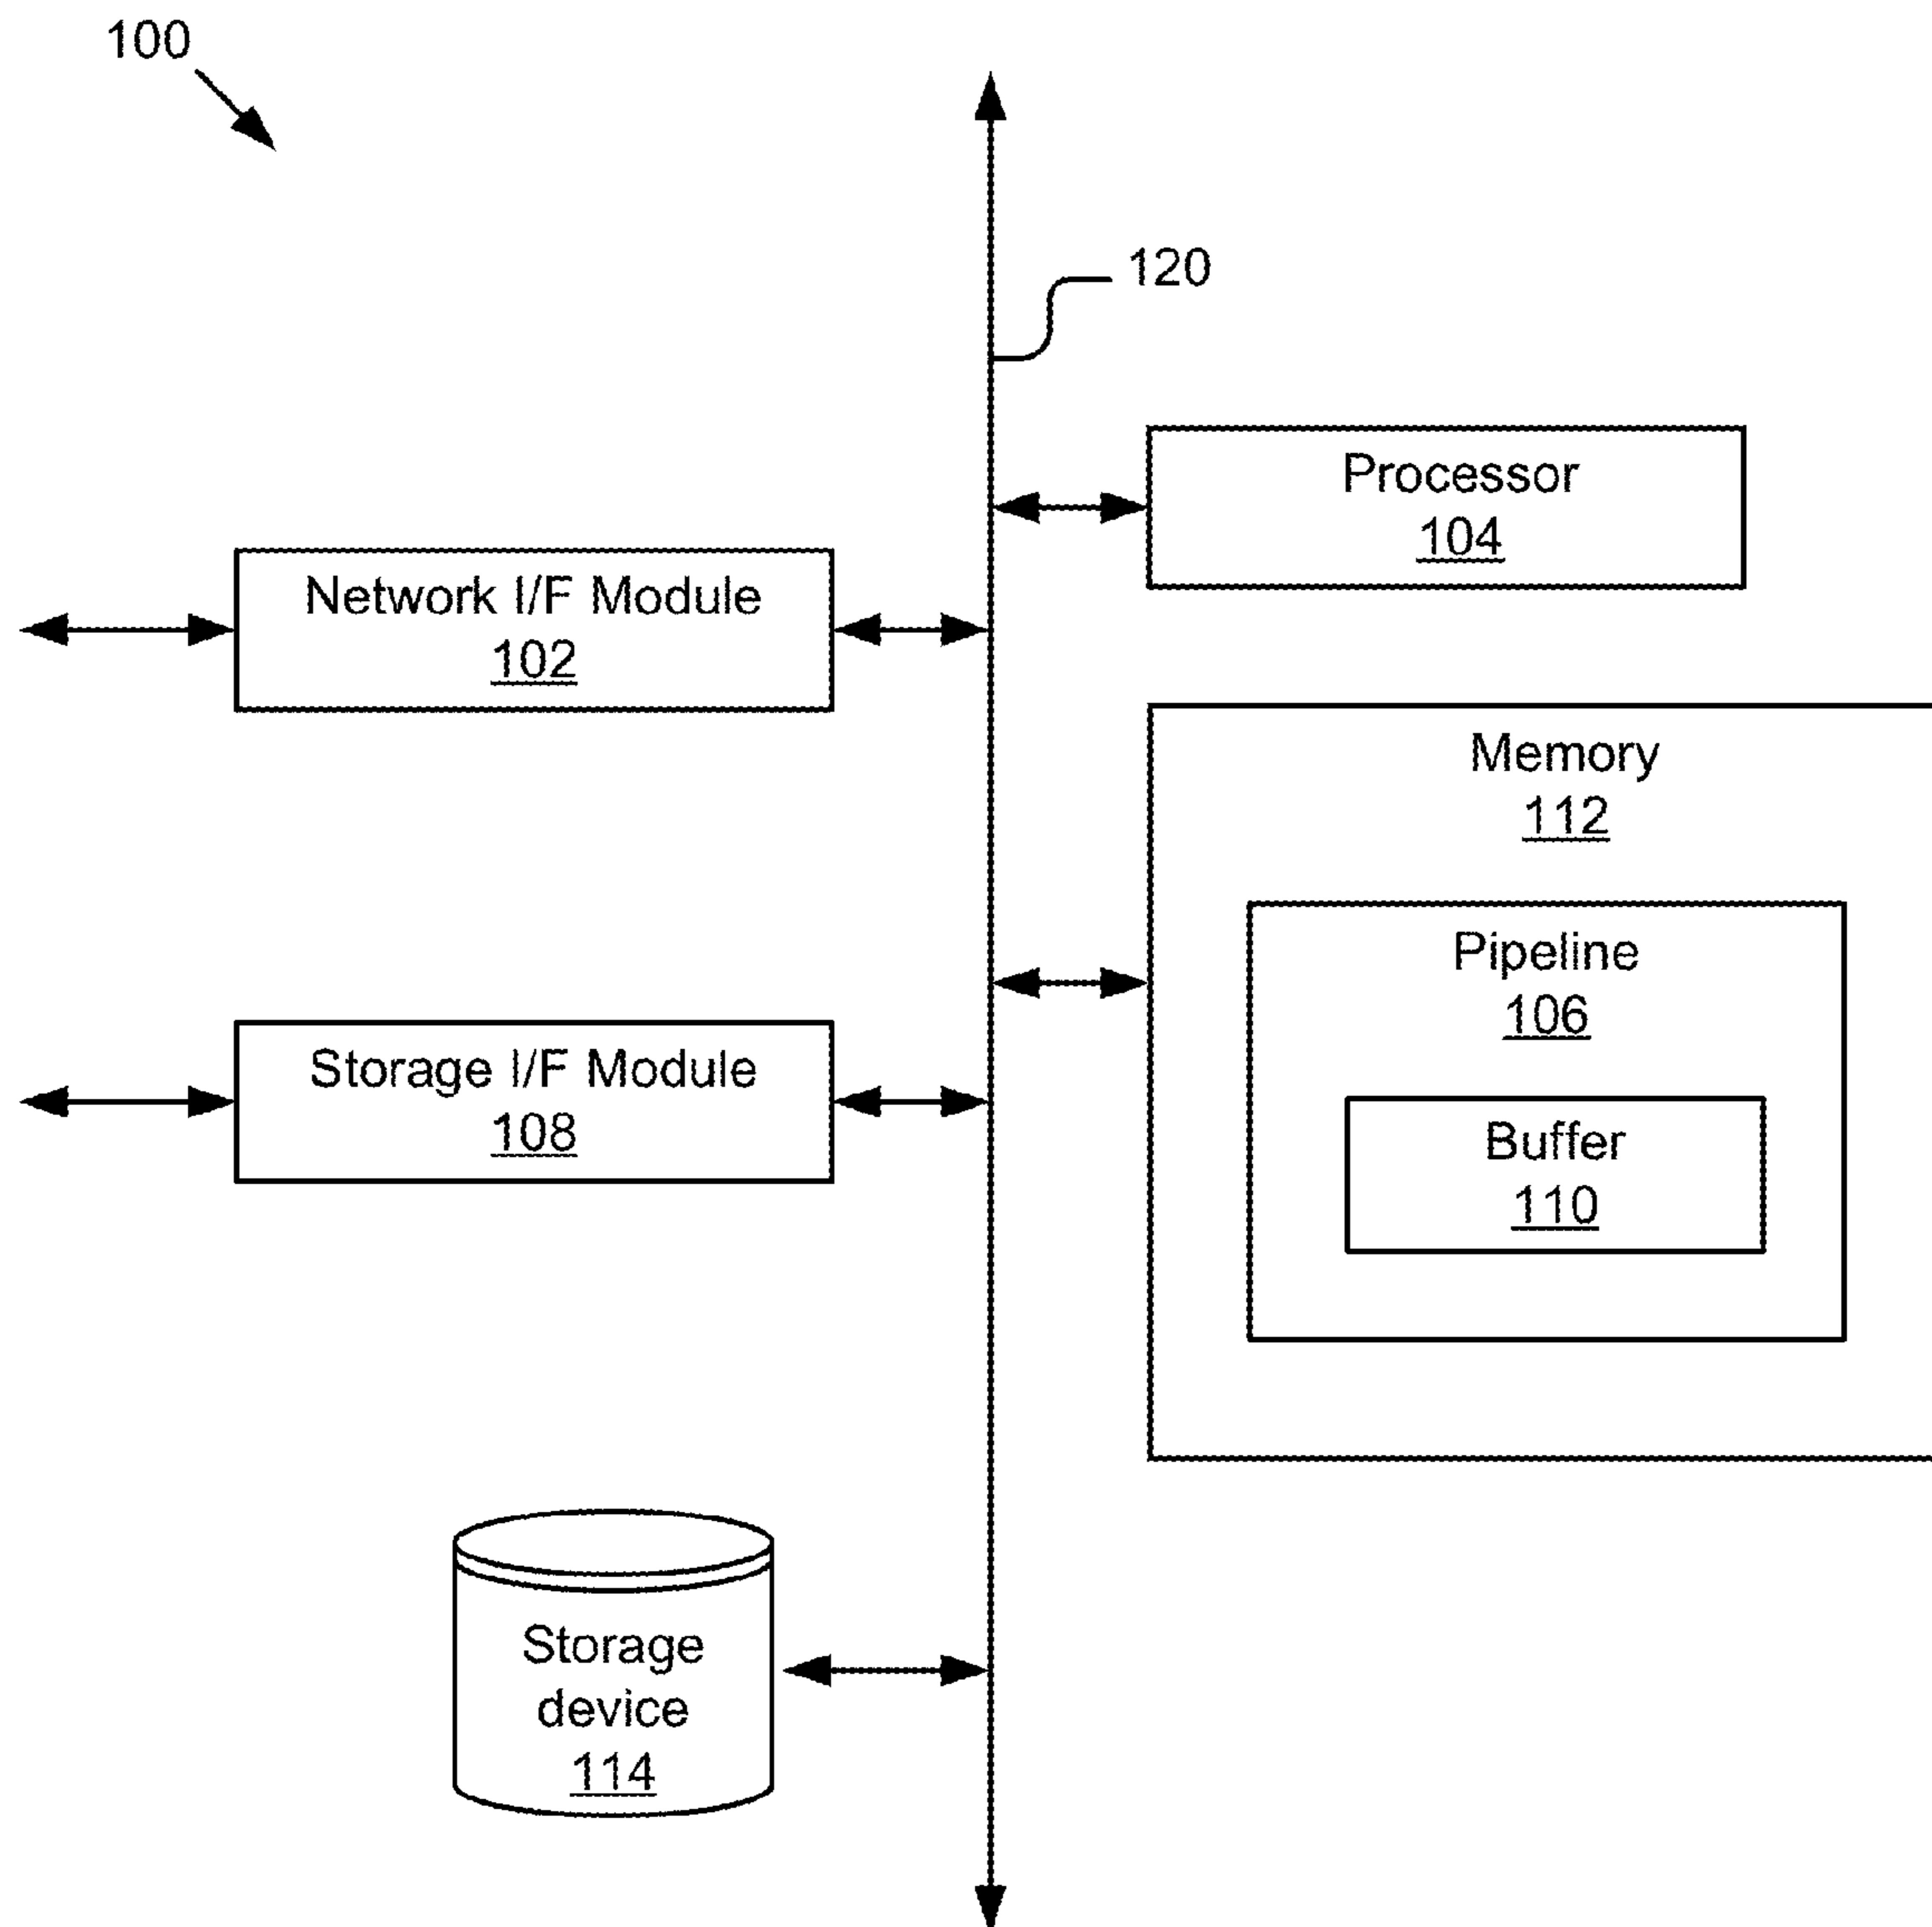 100
120
Processor
104
Network I/F Module
102
Memory
112
Pipeline
106
Storage I/F Module
108
Buffer
110
Storage
device
114